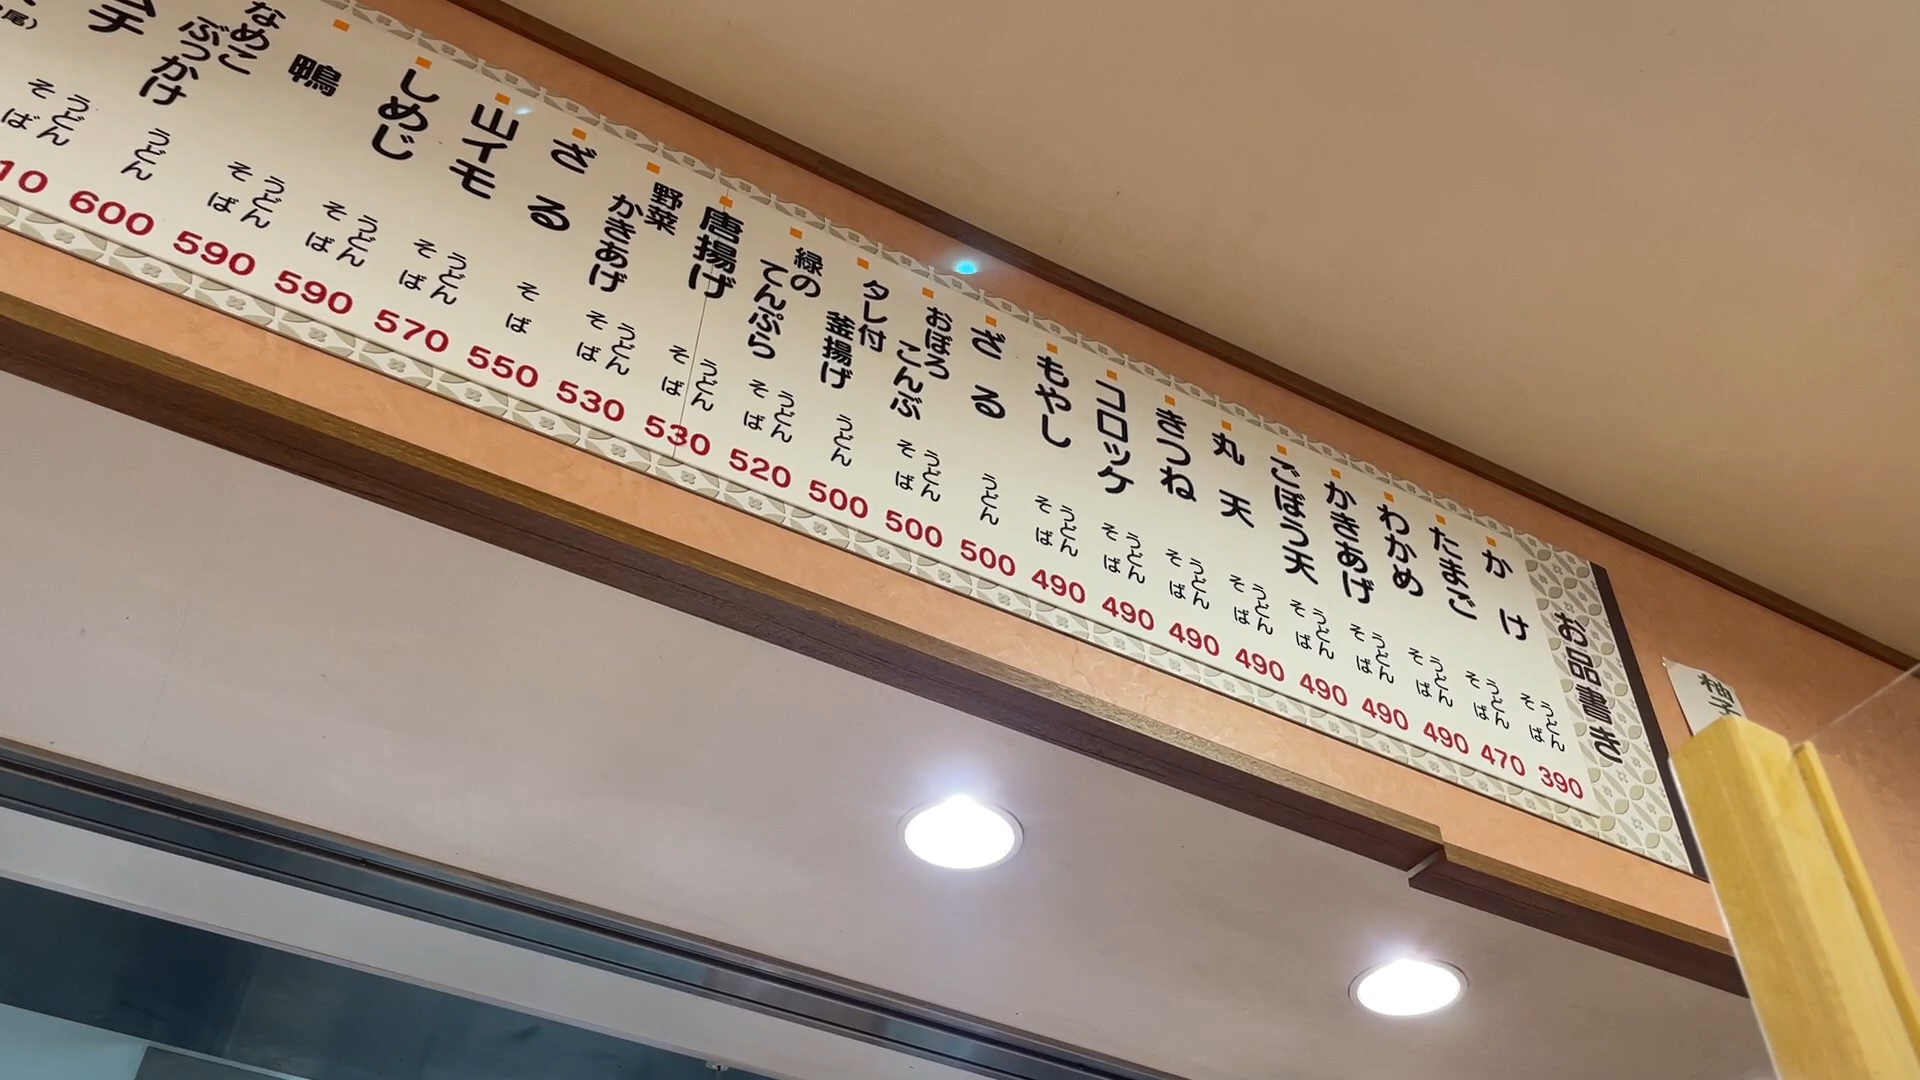 お品書き
かけ うどん そば 390
たまご うどん そば 470
わかめ うどん そば 490
かきあげ うどん そば 490
ごぼう天 うどん そば 490
丸天 うどん そば 490
きつね うどん そば 490
コロッケ うどん そば 490
もやし うどん そば 490
ざる うどん 500
おぼろ
こんぶ うどん そば 500
タレ付
釜揚げ うどん 500
緑の
てんぷら うどん そば 520
唐揚げ うどん そば 530
野菜
かきあげ うどん そば 530
ざる そば 550
山イモ うどん そば 570
しめじ うどん そば 590
鴨 うどん そば 590
なめこ
ぶっかけ うどん 600
チ うどん そば 10
尾)
柚子